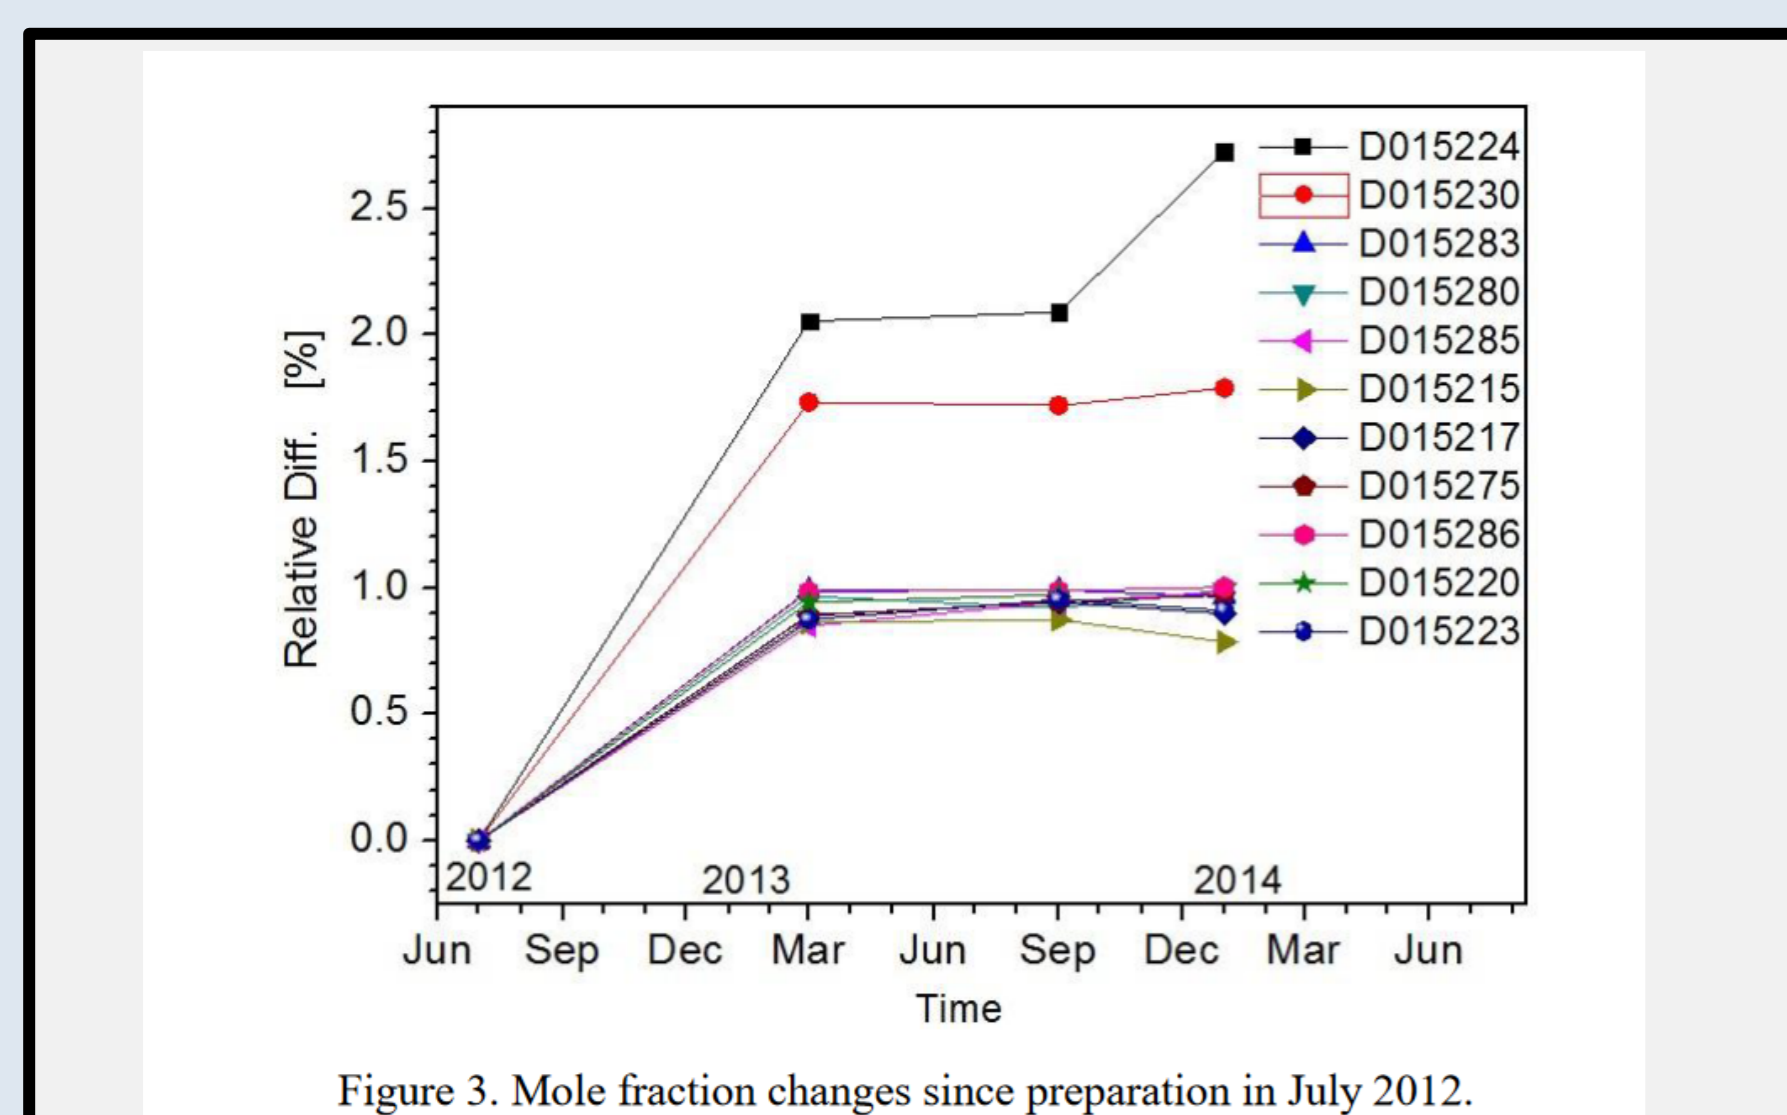 D015224
D015230
D015283
D015280
D015285
D015215
D015217
D015275
D015286
D015220
D015223
Relative Diff. [%]
2.5
2.0
1.5
1.0
0.5
0.0
2012 2013 2014
Jun Sep Dec Mar Jun Sep Dec Mar Jun
Time
Figure 3. Mole fraction changes since preparation in July 2012.